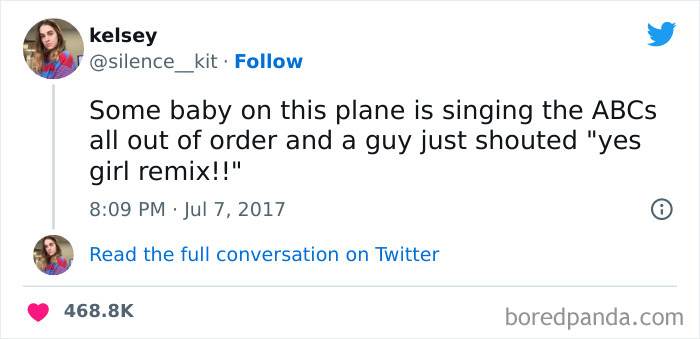 kelsey
@silence__kit · Follow
Some baby on this plane is singing the ABCs
all out of order and a guy just shouted "yes
girl remix!!"
8:09 PM · Jul 7, 2017
Read the full conversation on Twitter
468.8K
boredpanda.com